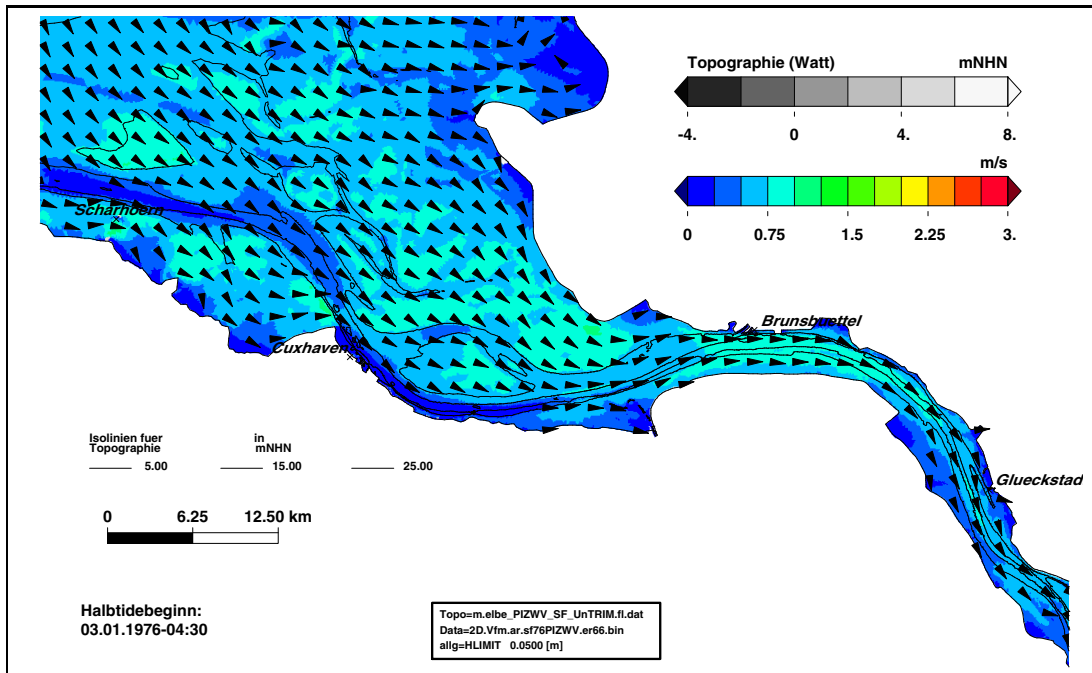 Topographie (Watt) mNHN
-4. 0 4. 8.
m/s
0 0.75 1.5 2.25 3.
Scharhoern
Brunsbuettel
Cuxhaven
Isolinien fuer in
Topographie mNHN
5.00 15.00 25.00
Glueckstad
0 6.25 12.50 km
Halbtidebeginn:
03.01.1976-04:30
Topo=m.elbe_PIZWV_SF_UnTRIM.fl.dat
Data=2D.Vfm.ar.sf76PIZWV.er66.bin
allg=HLIMIT 0.0500 [m]